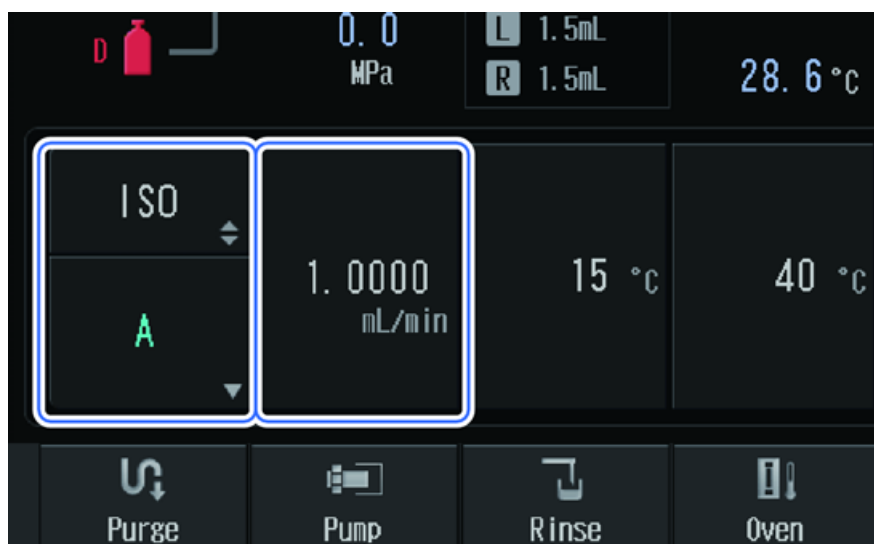 D
0.0
MPa
L 1.5mL
R 1.5mL
28.6 °C
ISO
A
1.0000
mL/min
15 °C
40 °C
Purge
Pump
Rinse
Oven